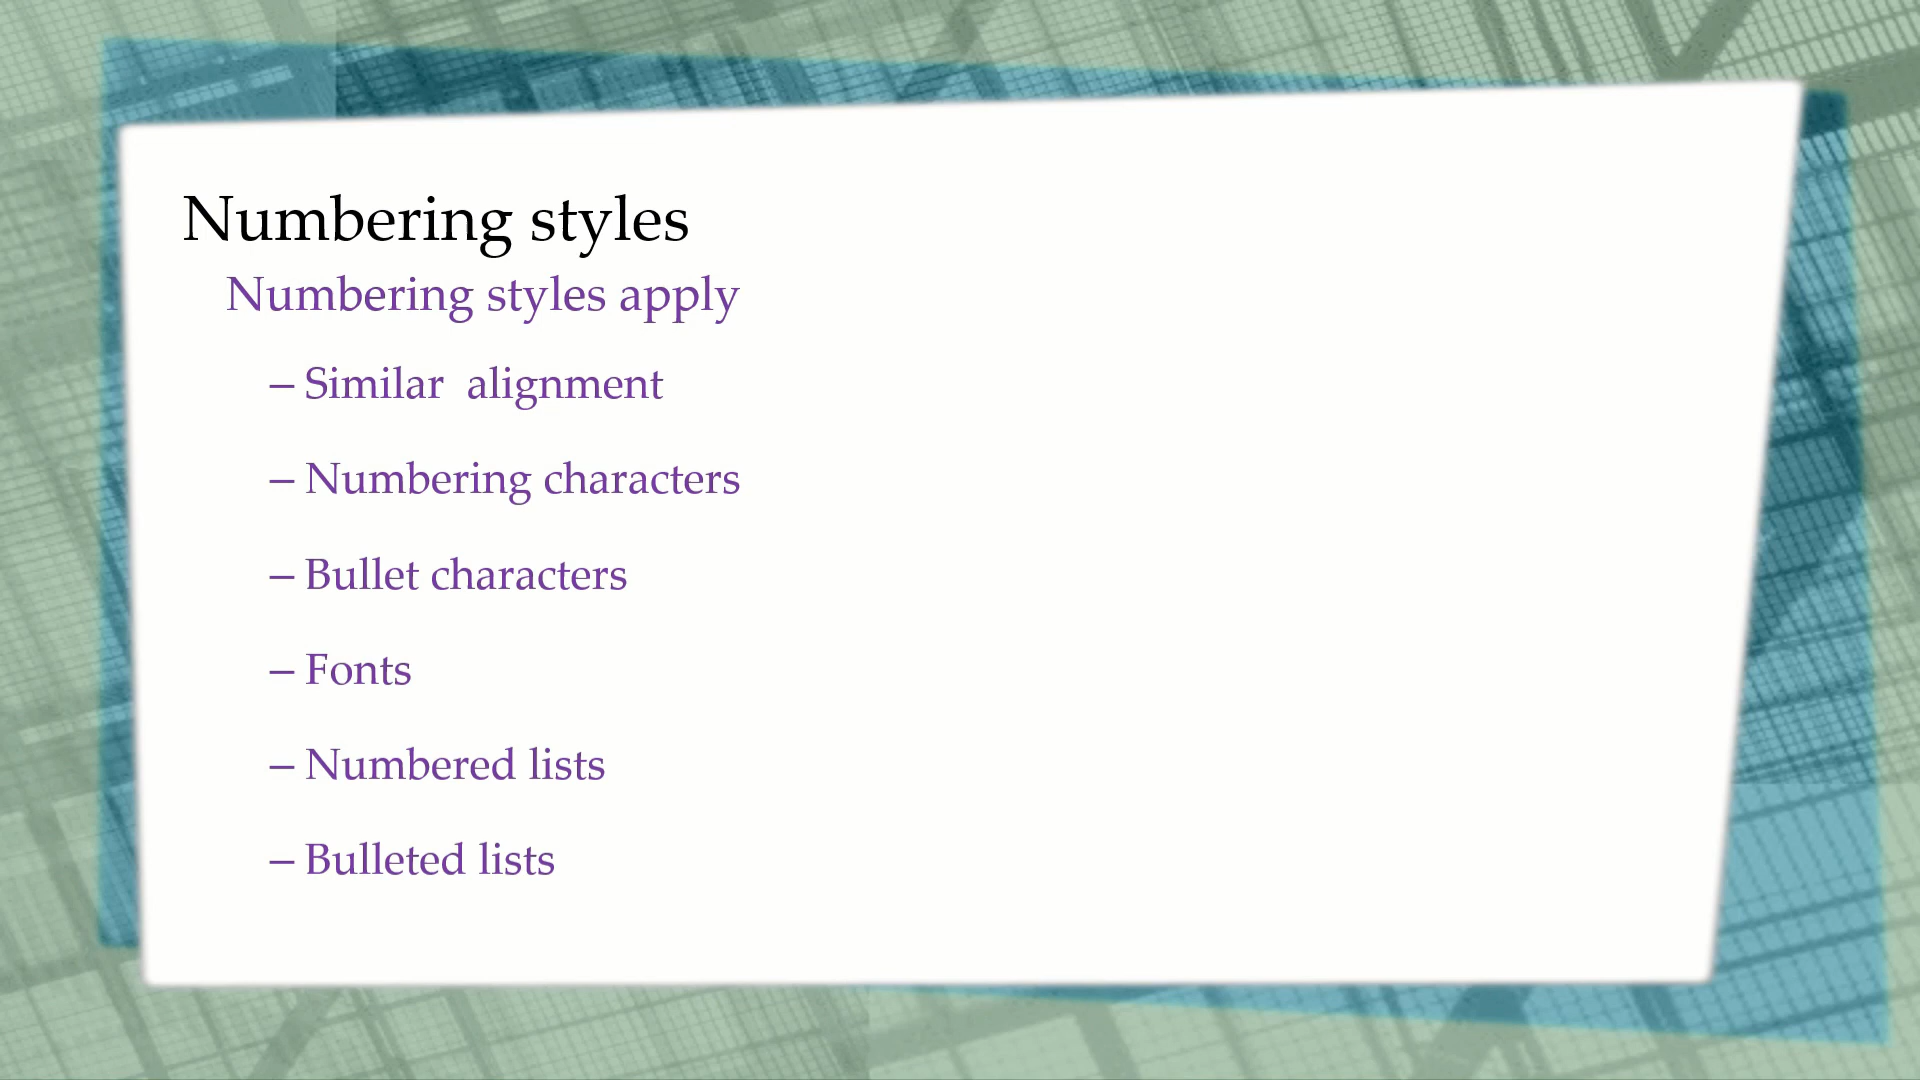 Numbering styles
Numbering styles apply
– Similar  alignment
– Numbering characters
– Bullet characters
– Fonts
– Numbered lists
– Bulleted lists